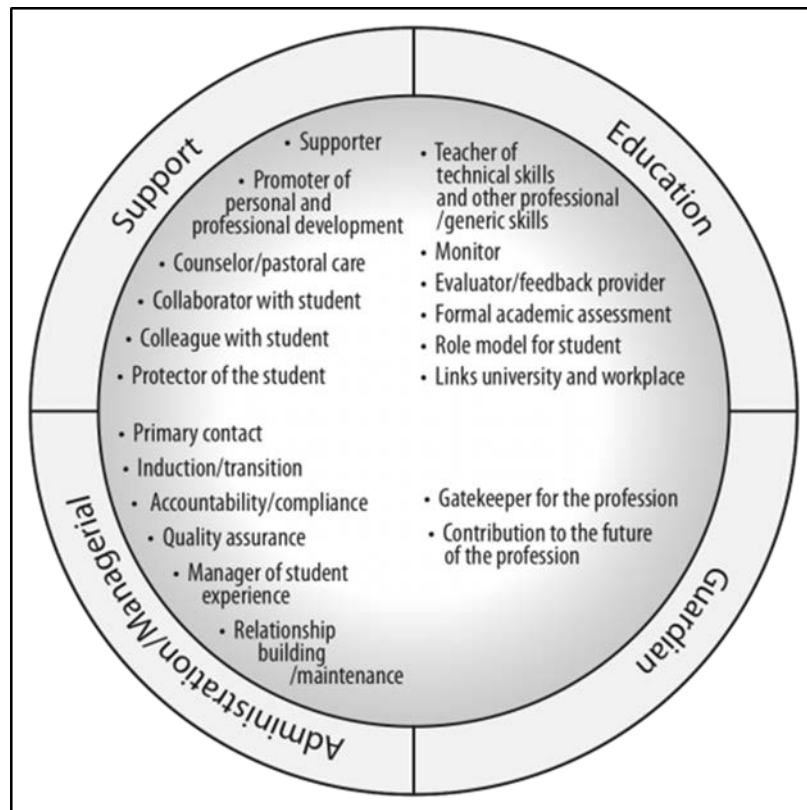 Support
• Supporter
• Promoter of
personal and
professional development
• Counselor/pastoral care
• Collaborator with student
• Colleague with student
• Protector of the student
Education
• Teacher of
technical skills
and other professional
/generic skills
• Monitor
• Evaluator/feedback provider
• Formal academic assessment
• Role model for student
• Links university and workplace
Administration/Managerial
• Primary contact
• Induction/transition
• Accountability/compliance
• Quality assurance
• Manager of student
experience
• Relationship
building
/maintenance
Guardian
• Gatekeeper for the profession
• Contribution to the future
of the profession